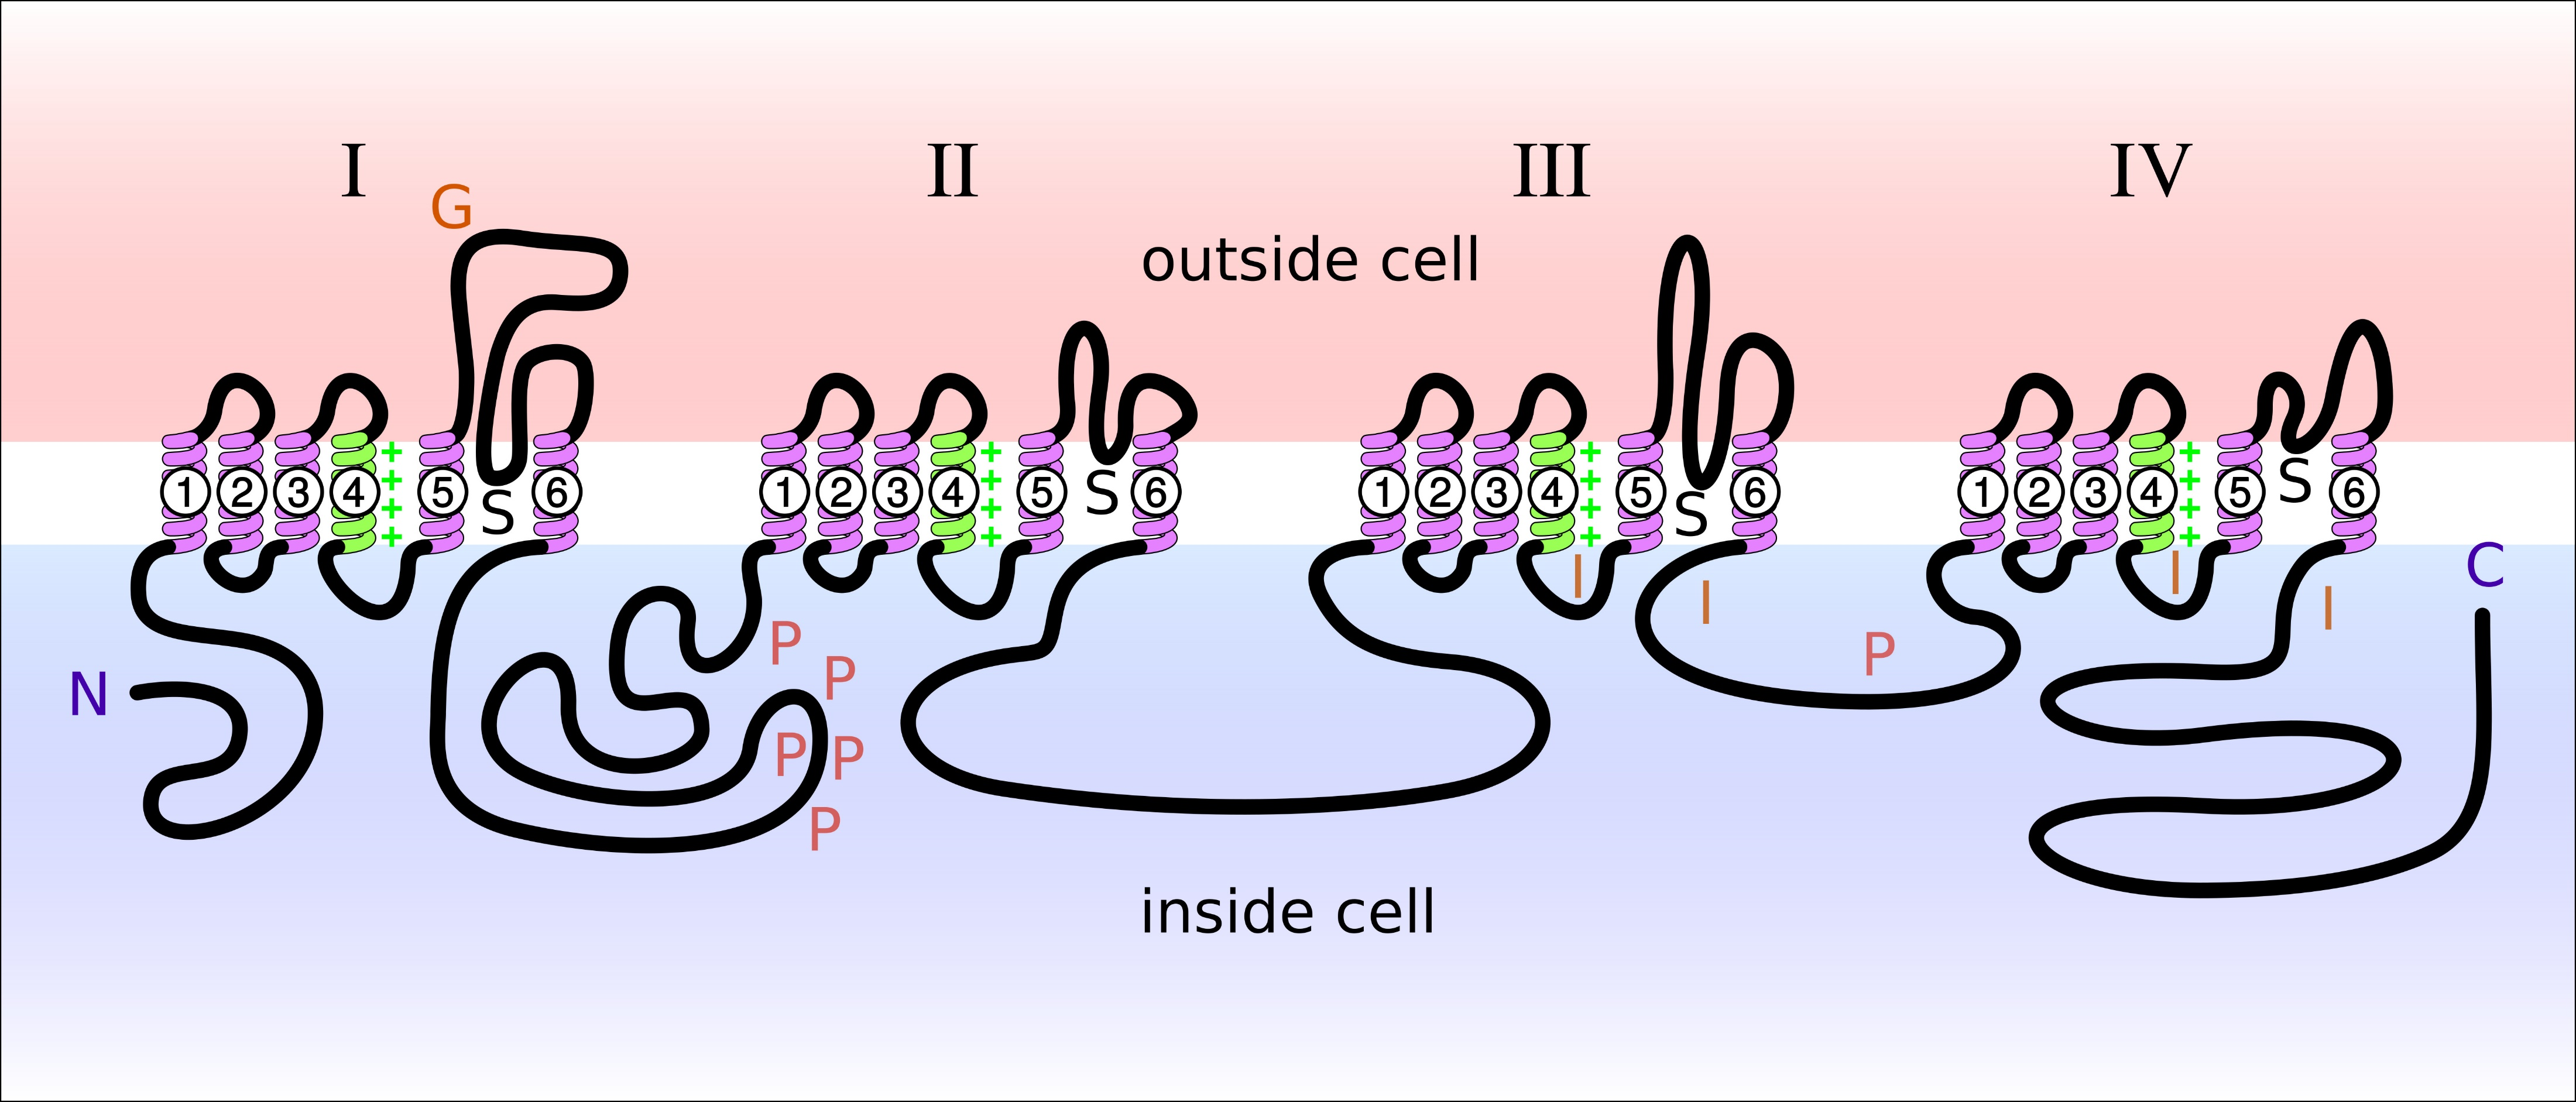 I II III IV
G
outside cell
+ + + +
+ + + +
+ + + +
+ + + +
1 2 3 4 5 S 6 1 2 3 4 5 S 6 1 2 3 4 5 S 6 1 2 3 4 5 S 6
I I I I C
N P P P
P P
P
inside cell